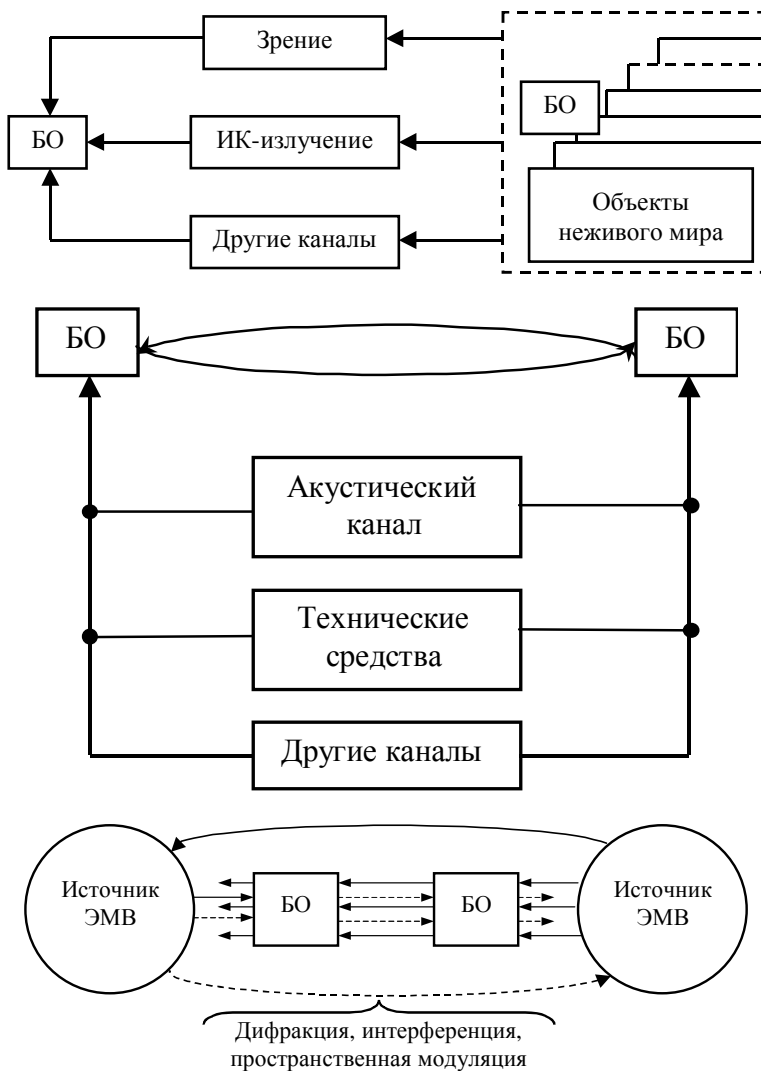 Зрение
БО
БО
ИК-излучение
Объекты
неживого мира
Другие каналы
БО
БО
Акустический
канал
Технические
средства
Другие каналы
Источник
ЭМВ
БО
БО
Источник
ЭМВ
Дифракция, интерференция,
пространственная модуляция